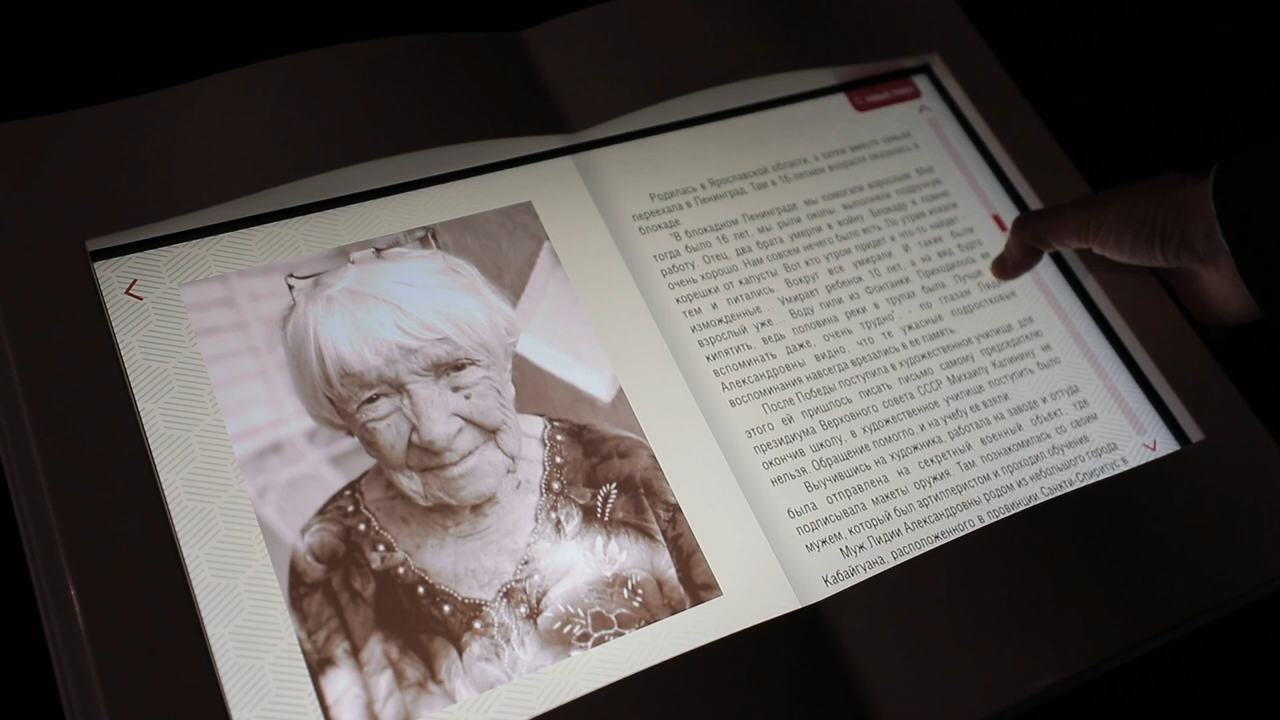 новый поиск
Родилась в Ярославской области, а затем вместе семьёй
переехала в Ленинград. Там в 16-летнем возрасте оказалась в
блокаде.
"В блокадном Ленинграде, мы помогали взрослым. Мне
тогда было 16 лет, мы рыли окопы, выполняли подручную
работу. Отец, два брата умерли в войну. Блокаду я помню
очень хорошо. Нам совсем нечего было есть. По утрам искали
корешки от капусты. Вот кто утром придет и что-то найдет -
тем и питались. Вокруг все умирали. И такие были
изможденные... Умирает ребенок 10 лет, а на вид, будто
взрослый уже... Воду пили из Фонтанки. Приходилось ее
кипятить, ведь половина реки в трупах была. Лучше не
вспоминать даже, очень трудно", - по глазам Лидии
Александровны видно, что те ужасные подростковые
воспоминания навсегда врезались в ее память.
После Победы поступила в художественное училище, для
этого ей пришлось писать письмо самому председателю
президиума Верховного совета СССР Михаилу Калинину, не
окончив школу, в художественное училище поступить было
нельзя. Обращение помогло, и на учебу ее взяли.
Выучившись на художника, работала на заводе и оттуда
была отправлена на секретный военный объект, где
подписывала макеты оружия. Там познакомилась со своим
мужем, который был артиллеристом и проходил обучение.
Муж Лидии Александровны родом из небольшого города
Кабайгуана, расположенного в провинции Санкти-Спиритус в